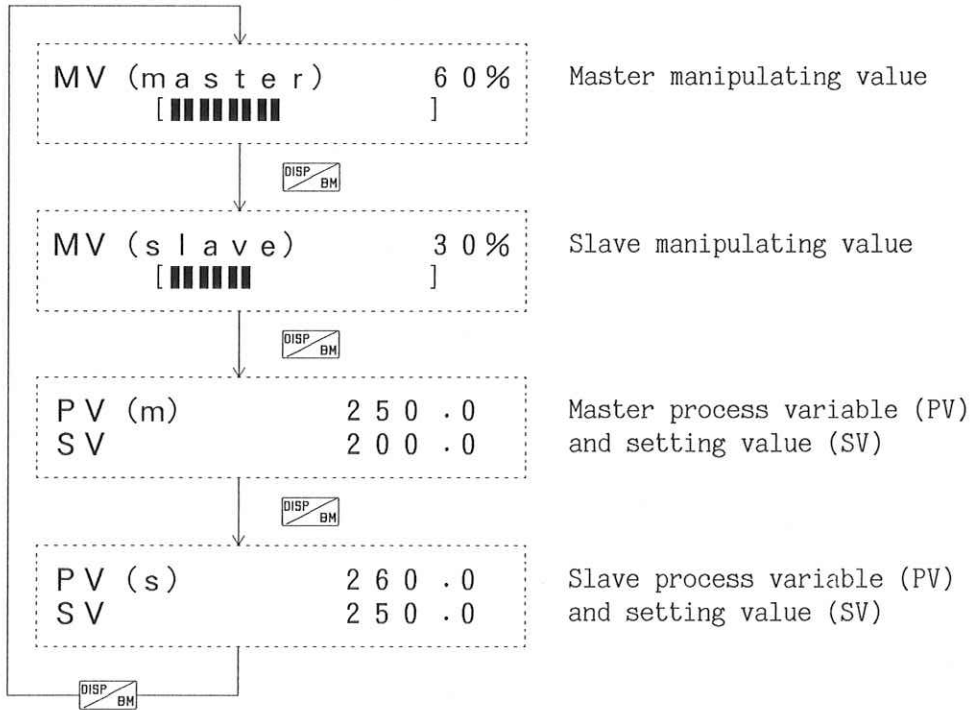 MV (master) 60% Master manipulating value
[▮▮▮▮▮▮▮▮ ]
DISP/BM
MV (slave) 30% Slave manipulating value
[▮▮▮▮▮▮ ]
DISP/BM
PV (m) 250.0 Master process variable (PV)
SV 200.0 and setting value (SV)
DISP/BM
PV (s) 260.0 Slave process variable (PV)
SV 250.0 and setting value (SV)
DISP/BM